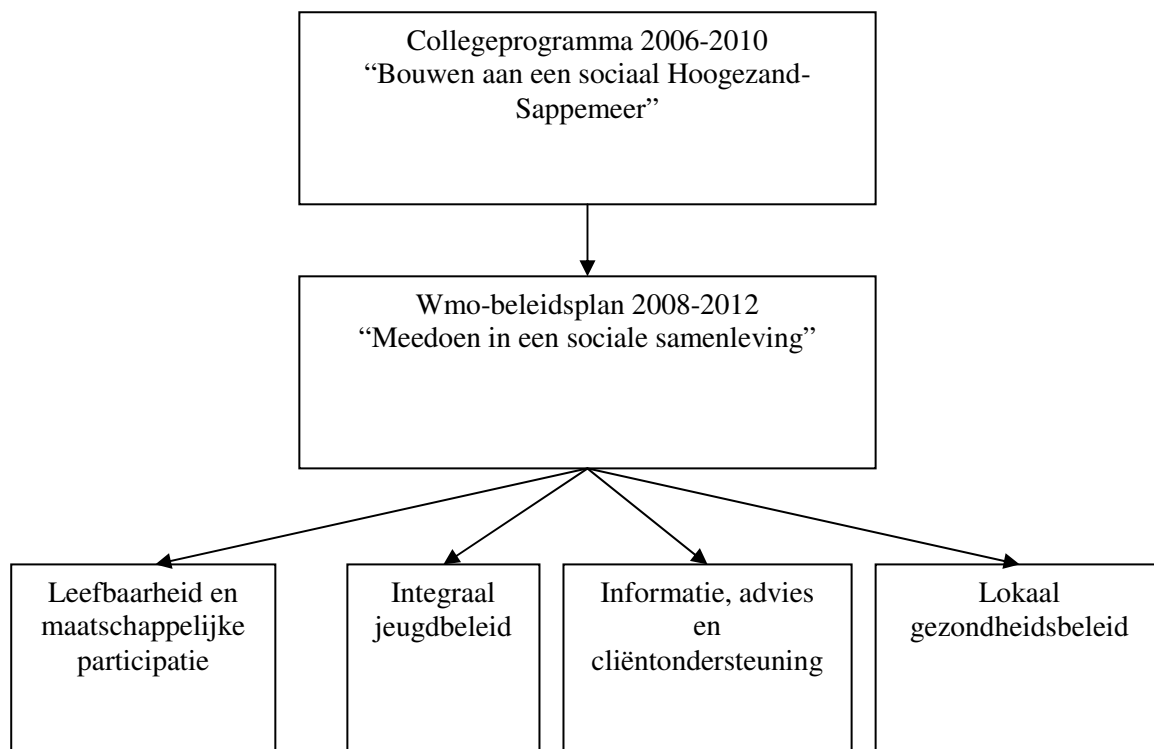 Collegeprogramma 2006-2010
“Bouwen aan een sociaal Hoogezand-
Sappemeer”
Wmo-beleidsplan 2008-2012
“Meedoen in een sociale samenleving”
Leefbaarheid en
maatschappelijke
participatie
Integraal
jeugdbeleid
Informatie, advies
en
cliëntondersteuning
Lokaal
gezondheidsbeleid